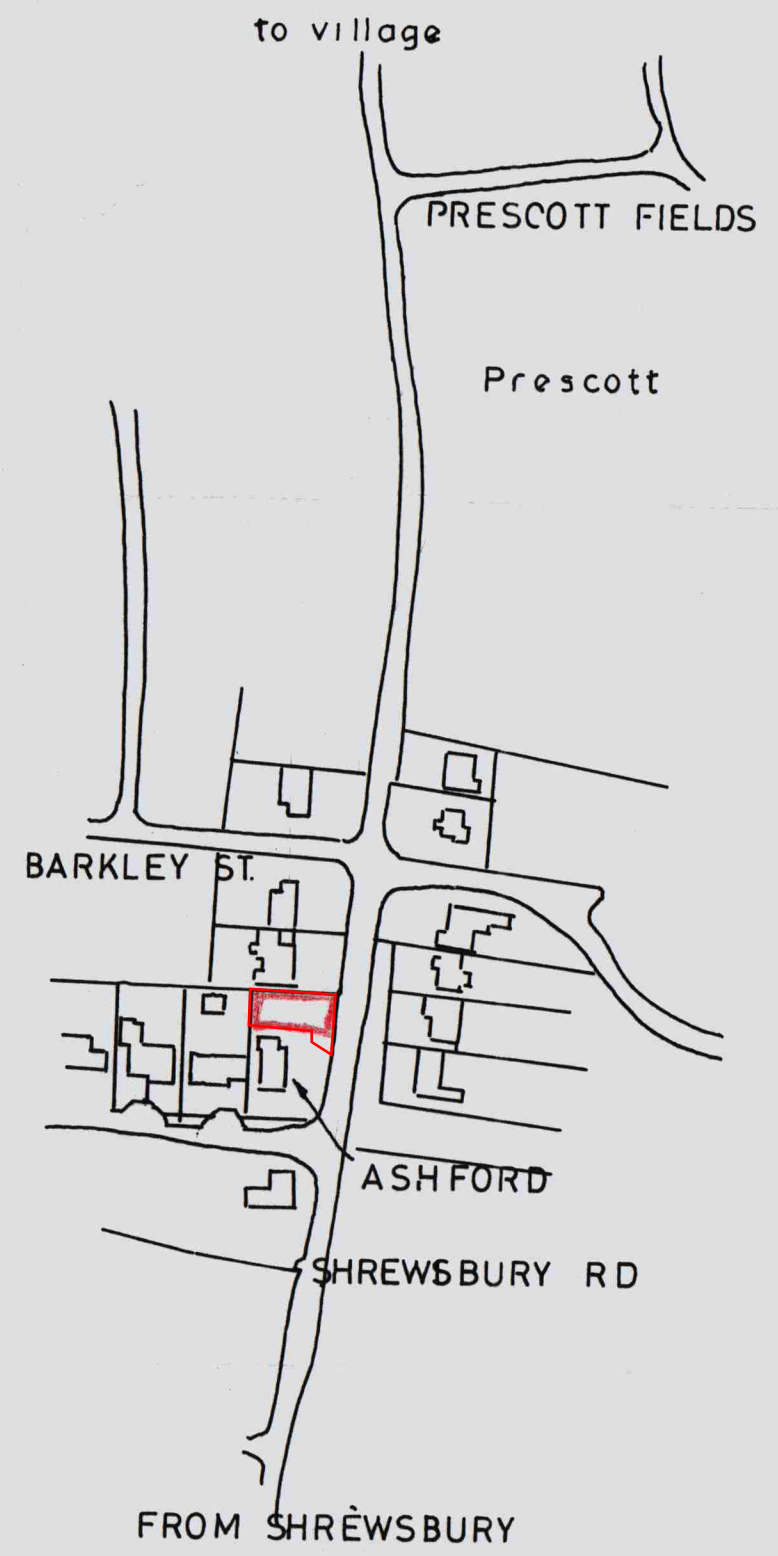 to village
PRESCOTT FIELDS
Prescott
BARKLEY ST.
ASHFORD
SHREWSBURY RD
FROM SHREWSBURY